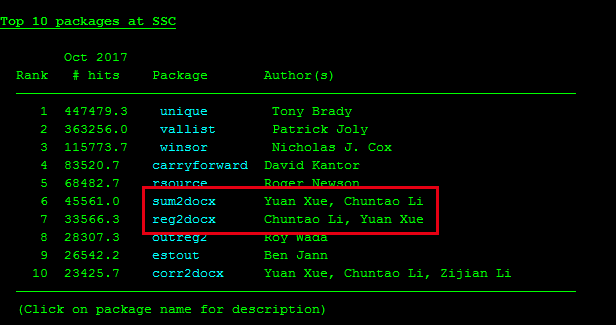 Top 10 packages at SSC
Oct 2017
Rank # hits Package Author(s)
1 447479.3 unique Tony Brady
2 363256.0 vallist Patrick Joly
3 115773.7 winsor Nicholas J. Cox
4 83520.7 carryforward David Kantor
5 68482.7 rsource Roger Newson
6 45561.0 sum2docx Yuan Xue, Chuntao Li
7 33566.3 reg2docx Chuntao Li, Yuan Xue
8 28307.3 outreg2 Roy Wada
9 26542.2 estout Ben Jann
10 23425.7 corr2docx Yuan Xue, Chuntao Li, Zijian Li
(Click on package name for description)